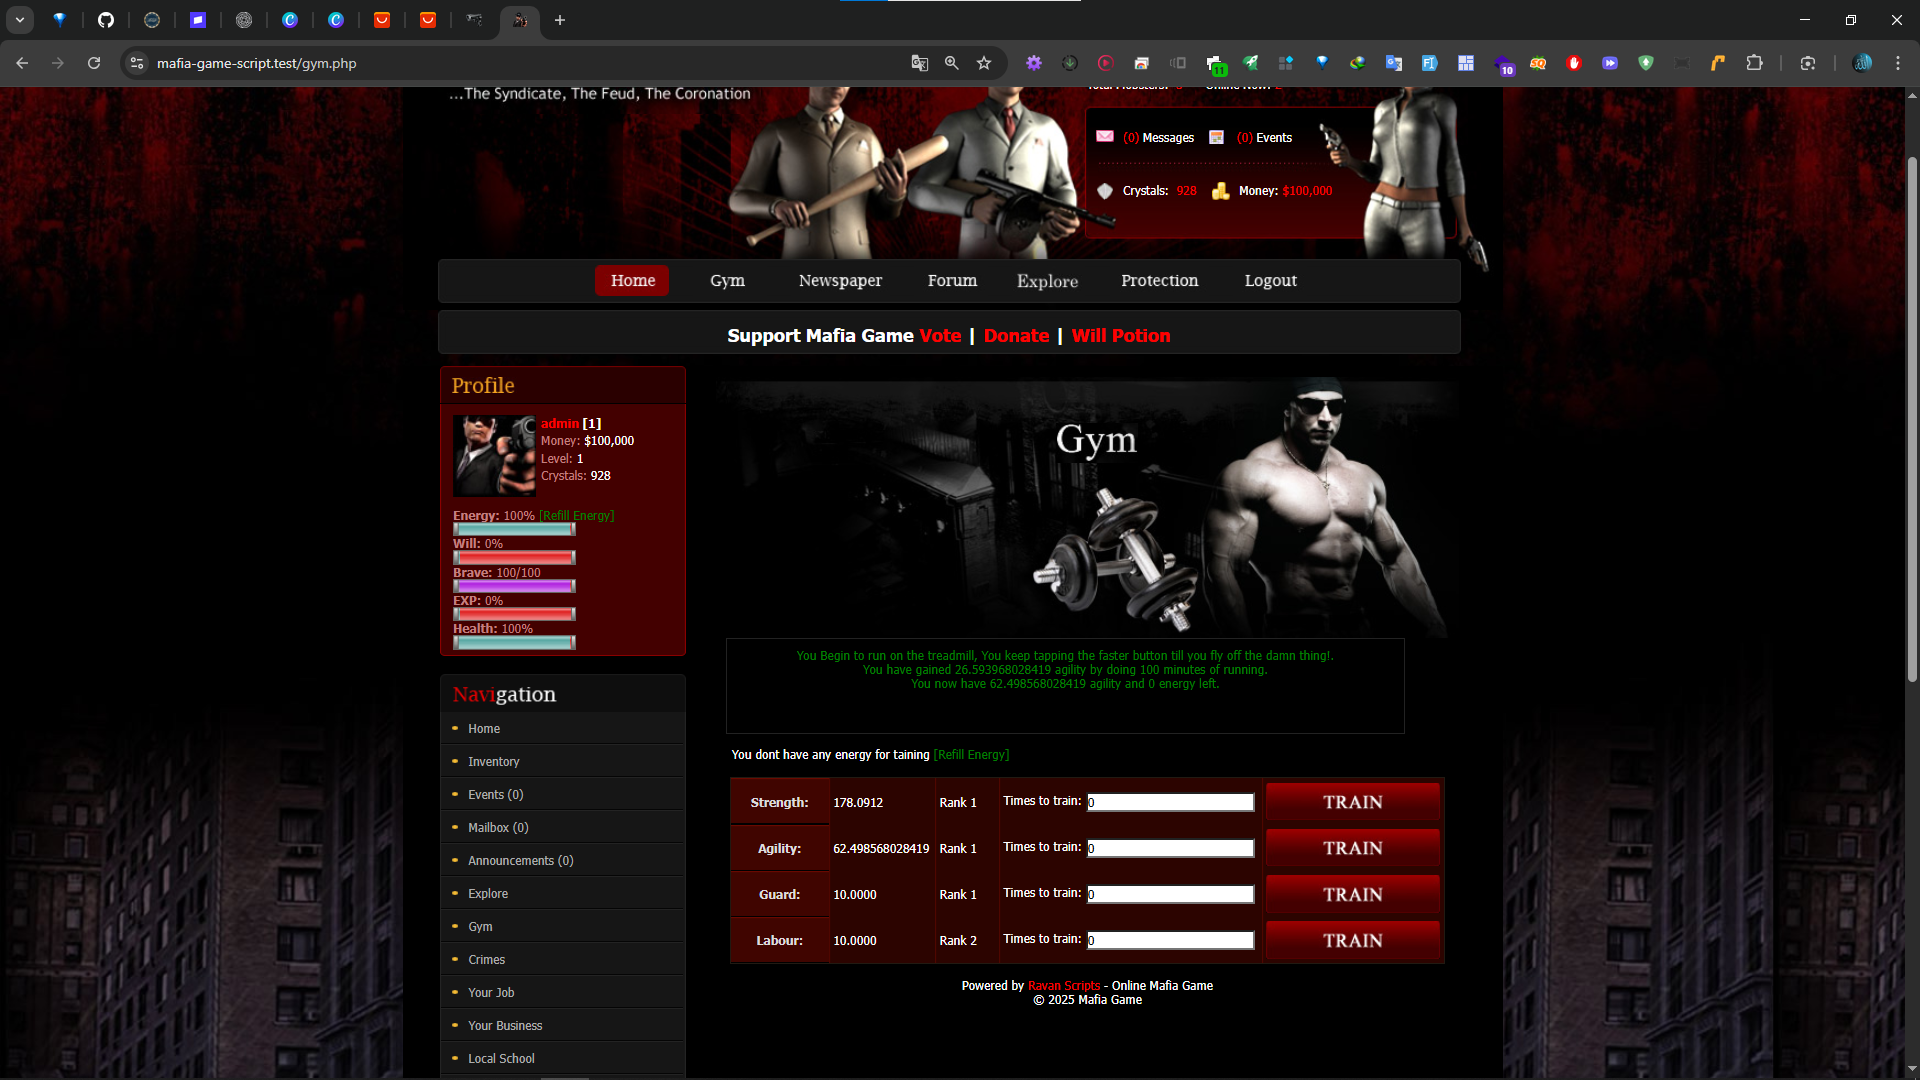 mafia-game-script.test/gym.php
11
10
...The Syndicate, The Feud, The Coronation
(0) Messages (0) Events
Crystals: 928 Money: $100,000
Home Gym Newspaper Forum Explore Protection Logout
Support Mafia Game Vote | Donate | Will Potion
Profile
admin [1]
Money: $100,000
Level: 1
Crystals: 928
Energy: 100% [Refill Energy]
Will: 0%
Brave: 100/100
EXP: 0%
Health: 100%
Navigation
Home
Inventory
Events (0)
Mailbox (0)
Announcements (0)
Explore
Gym
Crimes
Your Job
Your Business
Local School
Gym
You Begin to run on the treadmill, You keep tapping the faster button till you fly off the damn thing!.
You have gained 26.593968028419 agility by doing 100 minutes of running.
You now have 62.498568028419 agility and 0 energy left.
You dont have any energy for taining [Refill Energy]
Strength: 178.0912 Rank 1 Times to train: 0 TRAIN
Agility: 62.498568028419 Rank 1 Times to train: 0 TRAIN
Guard: 10.0000 Rank 1 Times to train: 0 TRAIN
Labour: 10.0000 Rank 2 Times to train: 0 TRAIN
Powered by Ravan Scripts - Online Mafia Game
© 2025 Mafia Game